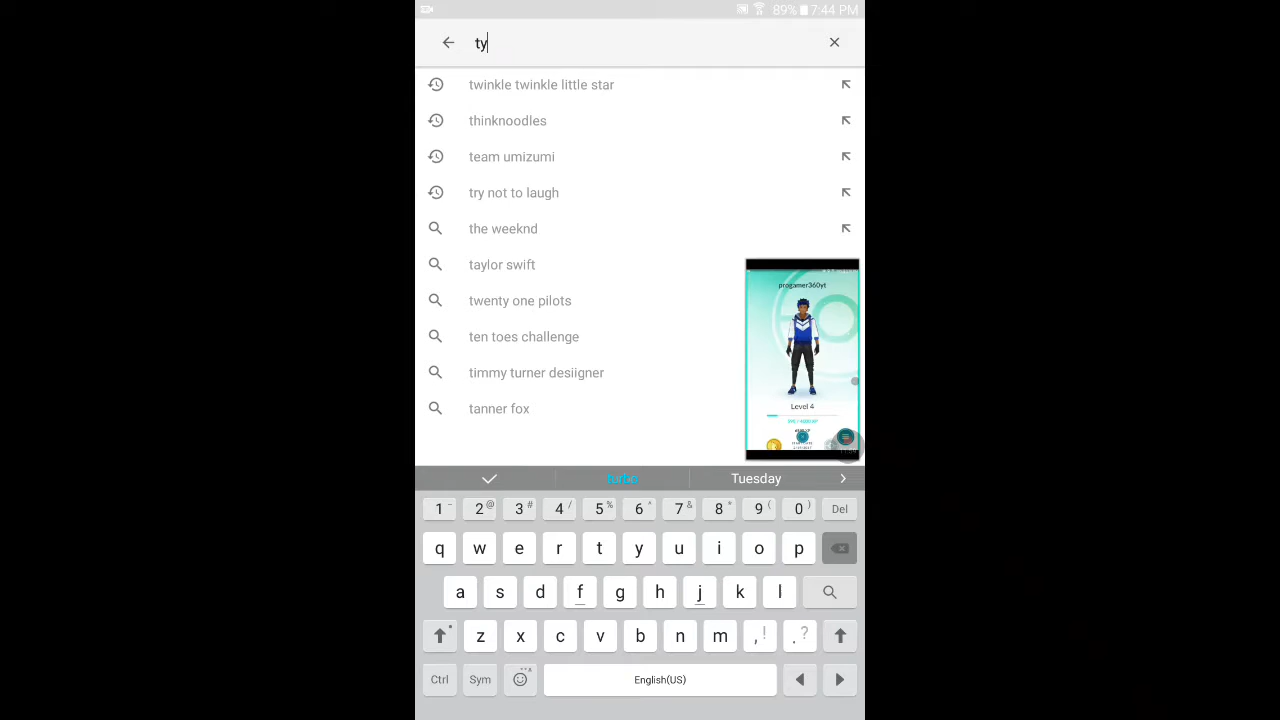 89% 7:44 PM
ty
twinkle twinkle little star
thinknoodles
team umizumi
try not to laugh
the weeknd
taylor swift
twenty one pilots
ten toes challenge
timmy turner desiigner
tanner fox
progamer360yt
Level 4
turbo Tuesday
1 - 2 @ 3 # 4 / 5 % 6 ^ 7 & 8 * 9 ( 0 ) Del
q w e r t y u i o p
a s d f g h j k l
z x c v b n m , ! . ?
Ctrl Sym English(US)